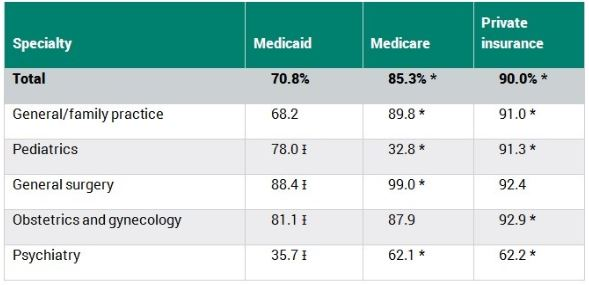 Specialty Medicaid Medicare Private insurance
Total 70.8% 85.3% * 90.0% *
General/family practice 68.2 89.8 * 91.0 *
Pediatrics 78.0 ‡ 32.8 * 91.3 *
General surgery 88.4 ‡ 99.0 * 92.4
Obstetrics and gynecology 81.1 ‡ 87.9 92.9 *
Psychiatry 35.7 ‡ 62.1 * 62.2 *